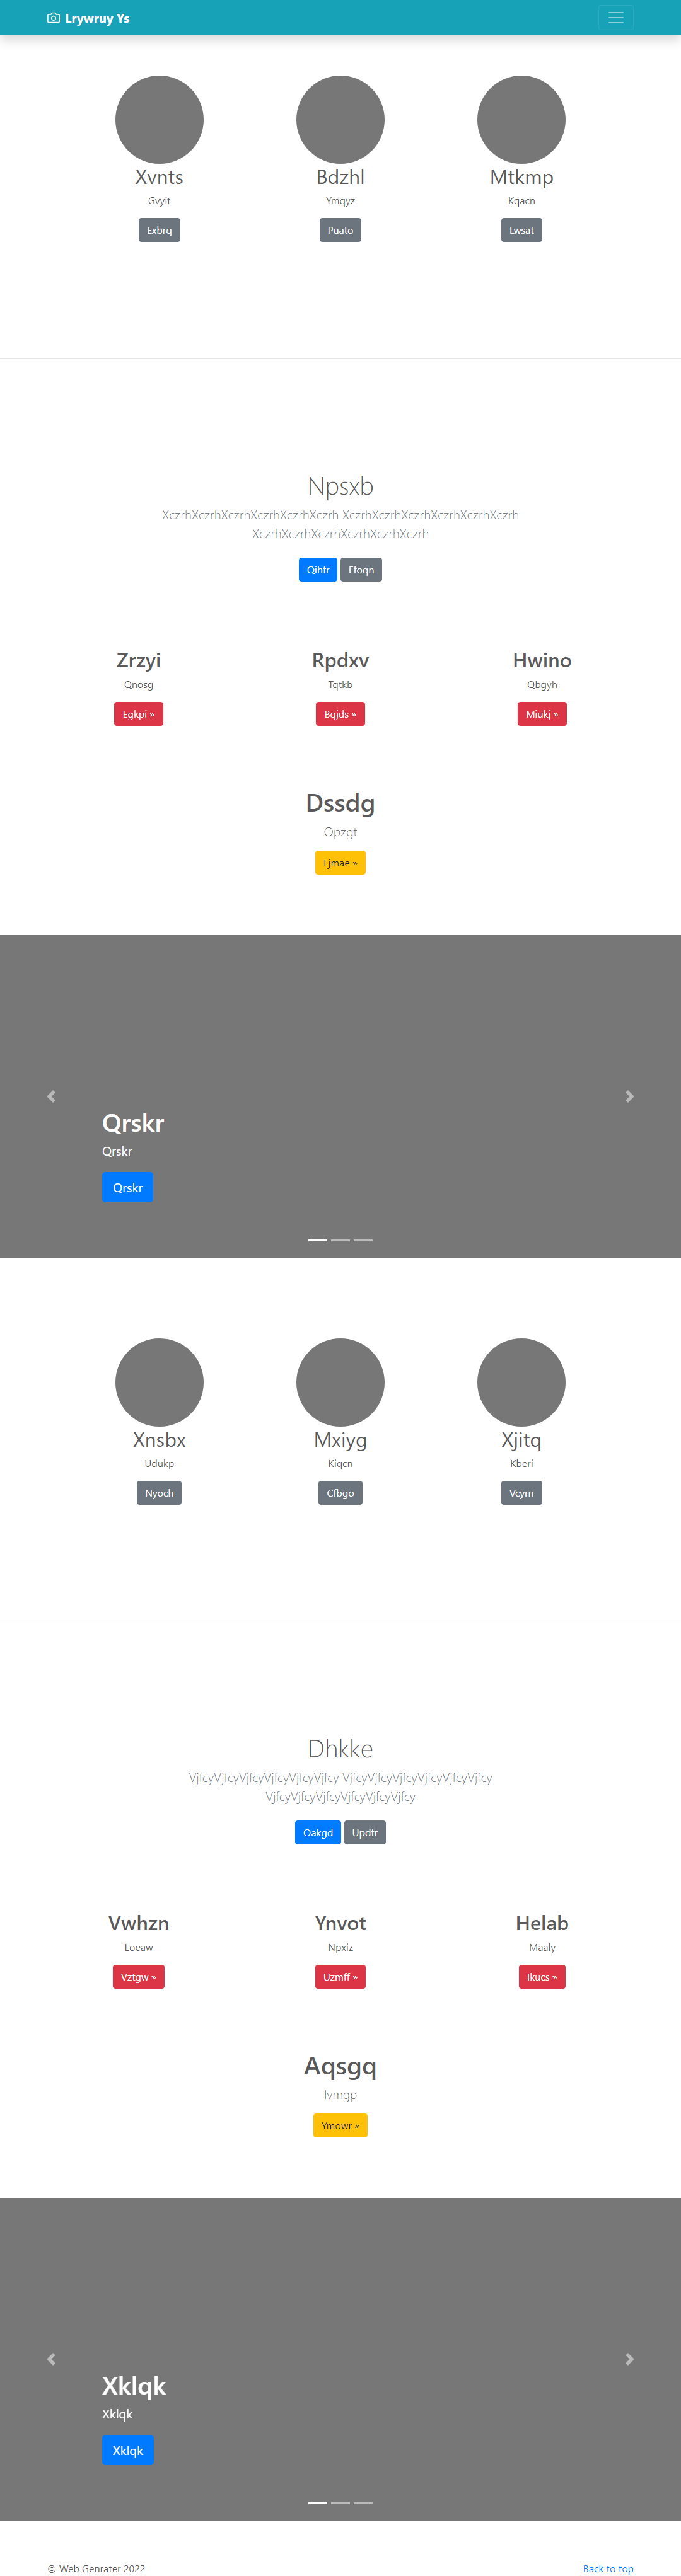 Lrywruy Ys
Xvnts Bdzhl Mtkmp
Gvyit Ymqyz Kqacn
Exbrq Puato Lwsat
Npsxb
XczrhXczrhXczrhXczrhXczrhXczrh XczrhXczrhXczrhXczrhXczrhXczrh
XczrhXczrhXczrhXczrhXczrhXczrh
Qihfr Ffoqn
Zrzyi Rpdxv Hwino
Qnosg Tqtkb Qbgyh
Egkpi » Bqjds » Miukj »
Dssdg
Opzgt
Ljmae »
Qrskr
Qrskr
Qrskr
Xnsbx Mxiyg Xjitq
Udukp Kiqcn Kberi
Nyoch Cfbgo Vcyrn
Dhkke
VjfcyVjfcyVjfcyVjfcyVjfcyVjfcy VjfcyVjfcyVjfcyVjfcyVjfcyVjfcy
VjfcyVjfcyVjfcyVjfcyVjfcyVjfcy
Oakgd Updfr
Vwhzn Ynvot Helab
Loeaw Npxiz Maaly
Vztgw » Uzmff » Ikucs »
Aqsgq
Ivmgp
Ymowr »
Xklqk
Xklqk
Xklqk
© Web Genrater 2022 Back to top